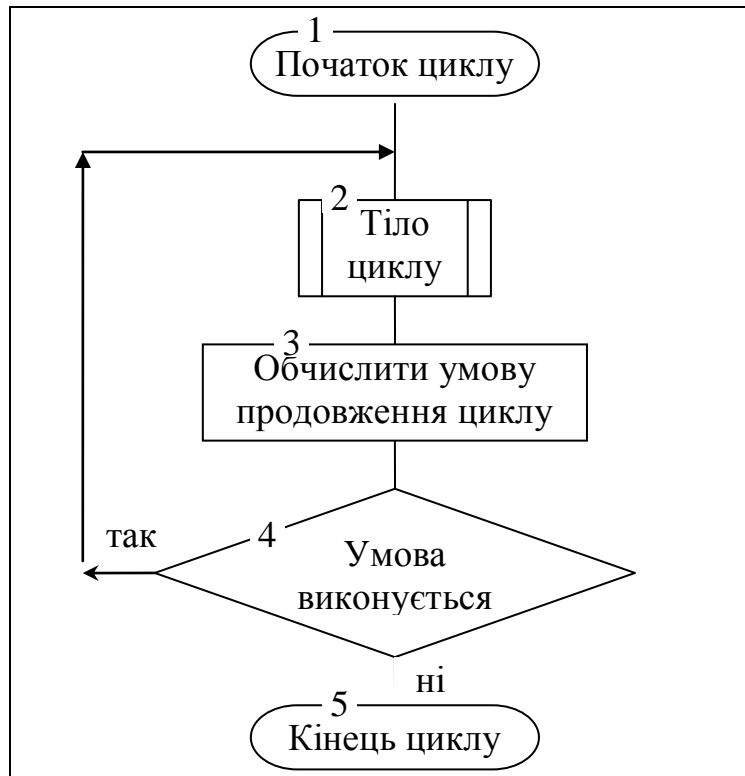 1
Початок циклу
2
Тіло
циклу
3
Обчислити умову
продовження циклу
так
4
Умова
виконується
ні
5
Кінець циклу